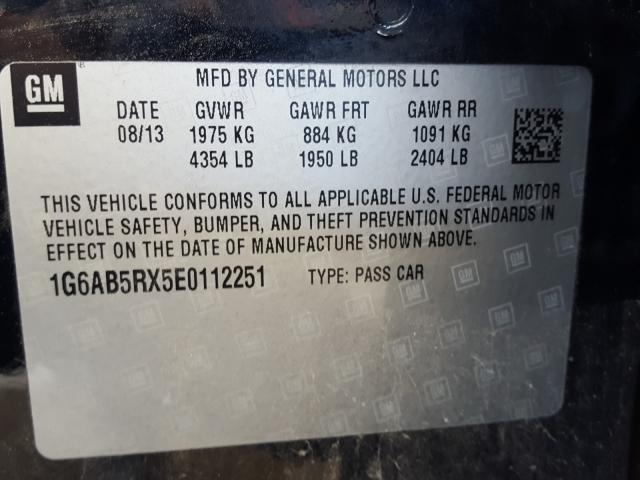 GM
MFD BY GENERAL MOTORS LLC
DATE GVWR GAWR FRT GAWR RR
08/13 1975 KG 884 KG 1091 KG
4354 LB 1950 LB 2404 LB
THIS VEHICLE CONFORMS TO ALL APPLICABLE U.S. FEDERAL MOTOR
VEHICLE SAFETY, BUMPER, AND THEFT PREVENTION STANDARDS IN
EFFECT ON THE DATE OF MANUFACTURE SHOWN ABOVE.
1G6AB5RX5E0112251 TYPE: PASS CAR